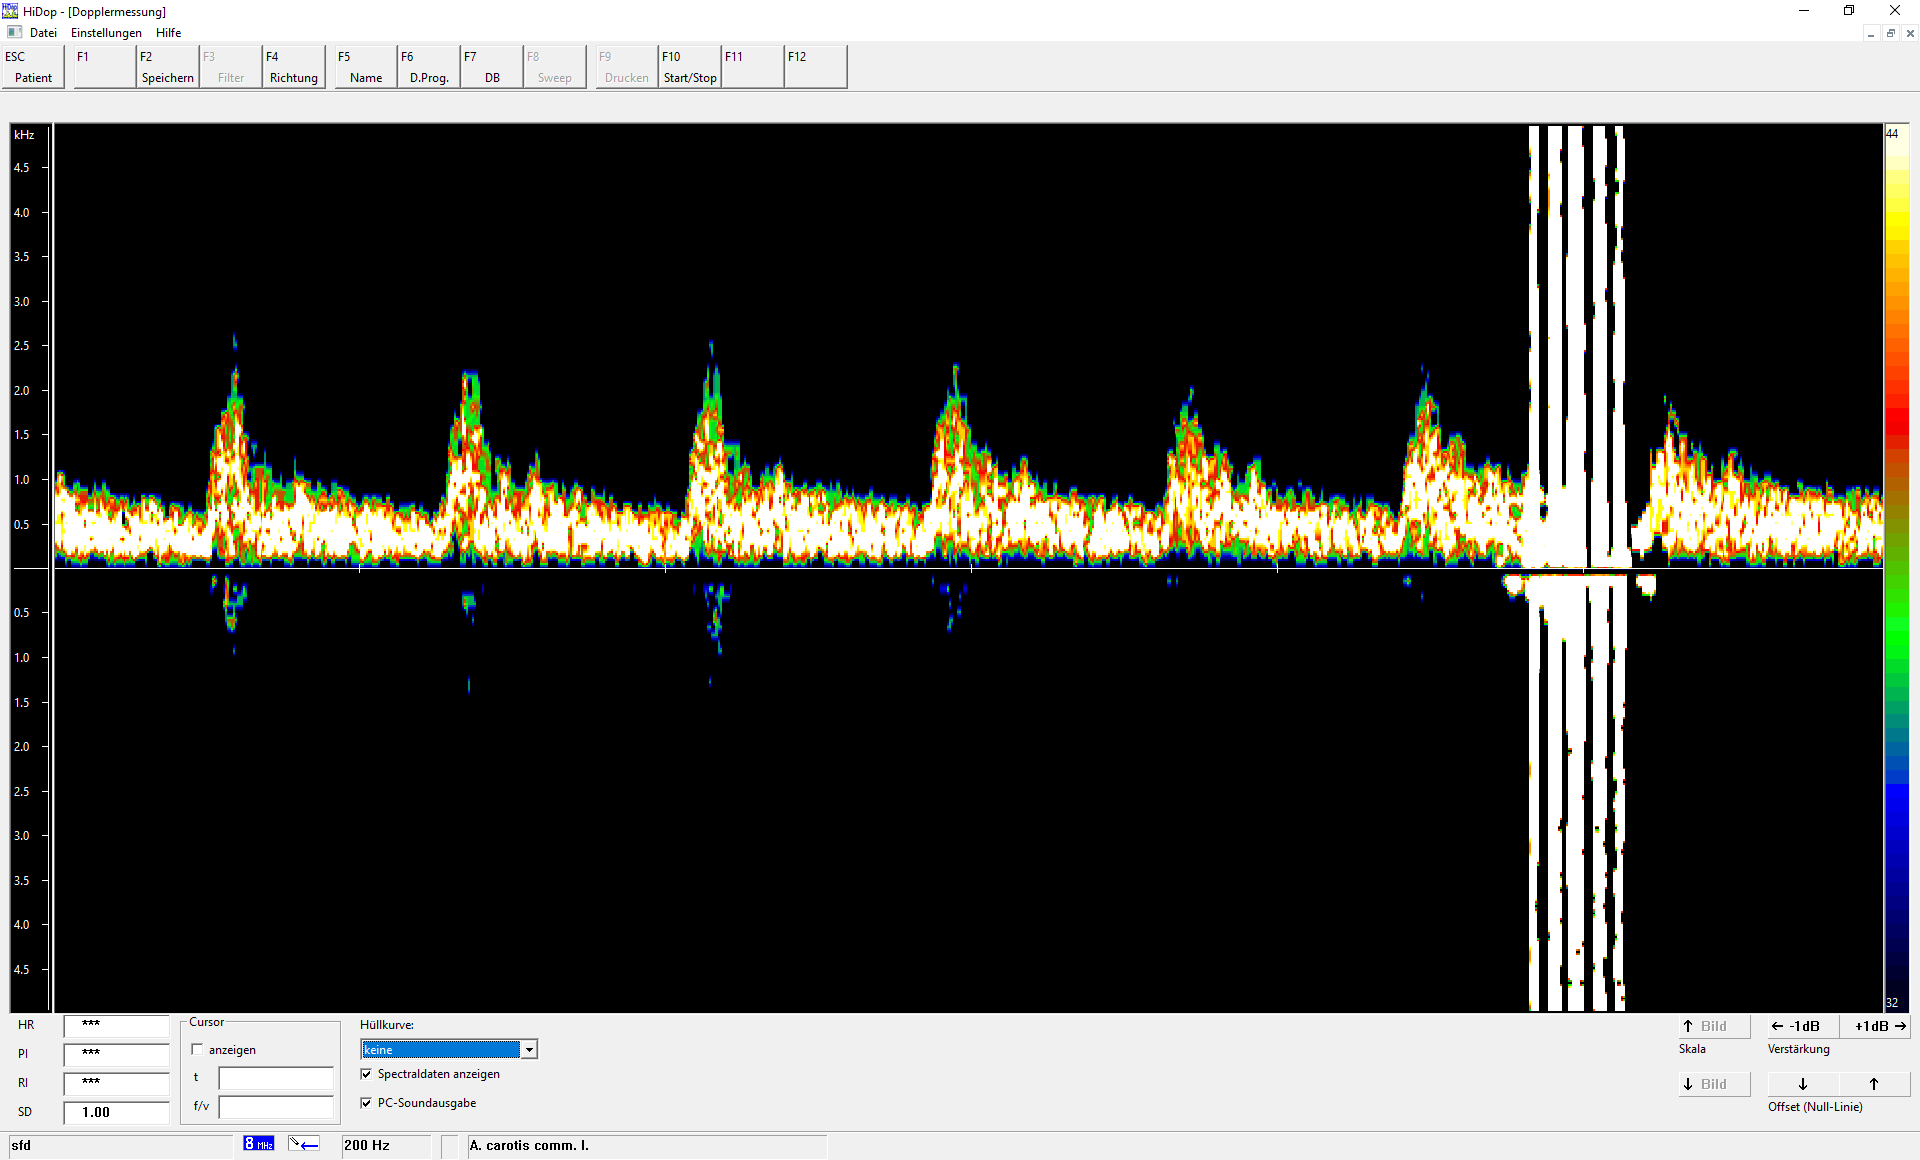 HiDop - [Dopplermessung]
Datei Einstellungen Hilfe
ESC F1 F2 F3 F4 F5 F6 F7 F8 F9 F10 F11 F12
Patient Speichern Filter Richtung Name D.Prog. DB Sweep Drucken Start/Stop
kHz
4.5
4.0
3.5
3.0
2.5
2.0
1.5
1.0
0.5
0.5
1.0
1.5
2.0
2.5
3.0
3.5
4.0
4.5
44
32
HR ***
PI ***
RI ***
SD 1.00
Cursor
anzeigen
t
f/v
Hüllkurve:
keine
Spectraldaten anzeigen
PC-Soundausgabe
Bild
Skala
Bild
-1dB +1dB
Verstärkung
Offset (Null-Linie)
sfd 8 MHz 200 Hz A. carotis comm. l.